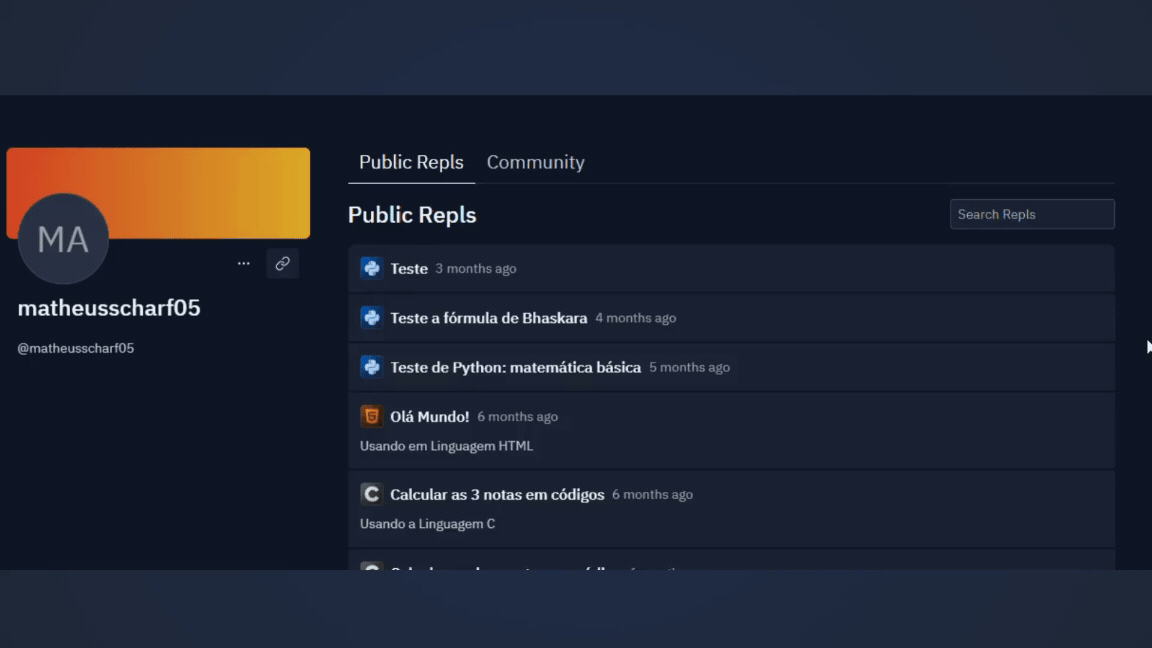 Public Repls Community
MA
matheusscharf05
@matheusscharf05
Public Repls
Search Repls
Teste 3 months ago
Teste a fórmula de Bhaskara 4 months ago
Teste de Python: matemática básica 5 months ago
Olá Mundo! 6 months ago
Usando em Linguagem HTML
Calcular as 3 notas em códigos 6 months ago
Usando a Linguagem C